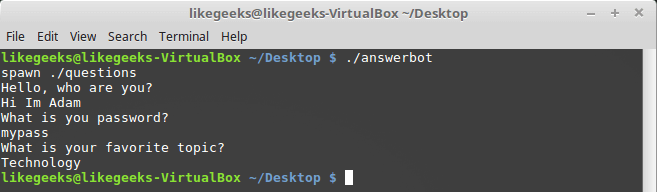 likegeeks@likegeeks-VirtualBox ~/Desktop
File Edit View Search Terminal Help
likegeeks@likegeeks-VirtualBox ~/Desktop $ ./answerbot
spawn ./questions
Hello, who are you?
Hi Im Adam
What is you password?
mypass
What is your favorite topic?
Technology
likegeeks@likegeeks-VirtualBox ~/Desktop $